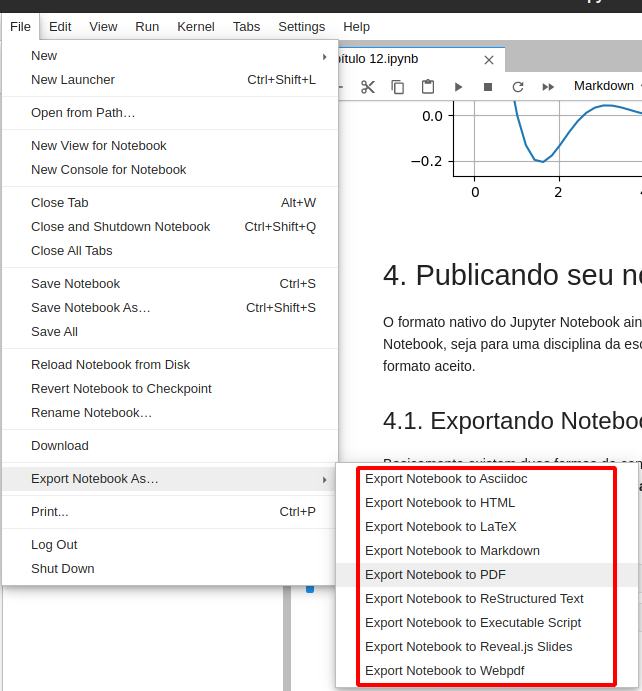 File Edit View Run Kernel Tabs Settings Help
New
New Launcher Ctrl+Shift+L
Open from Path…
New View for Notebook
New Console for Notebook
Close Tab Alt+W
Close and Shutdown Notebook Ctrl+Shift+Q
Close All Tabs
Save Notebook Ctrl+S
Save Notebook As… Ctrl+Shift+S
Save All
Reload Notebook from Disk
Revert Notebook to Checkpoint
Rename Notebook…
Download
Export Notebook As…
Print... Ctrl+P
Log Out
Shut Down
Export Notebook to Asciidoc
Export Notebook to HTML
Export Notebook to LaTeX
Export Notebook to Markdown
Export Notebook to PDF
Export Notebook to ReStructured Text
Export Notebook to Executable Script
Export Notebook to Reveal.js Slides
Export Notebook to Webpdf
pítulo 12.ipynb
Markdown
0.0
−0.2
0 2
4. Publicando seu
O formato nativo do Jupyter Notebook
Notebook, seja para uma disciplina da
formato aceito.
4.1. Exportando